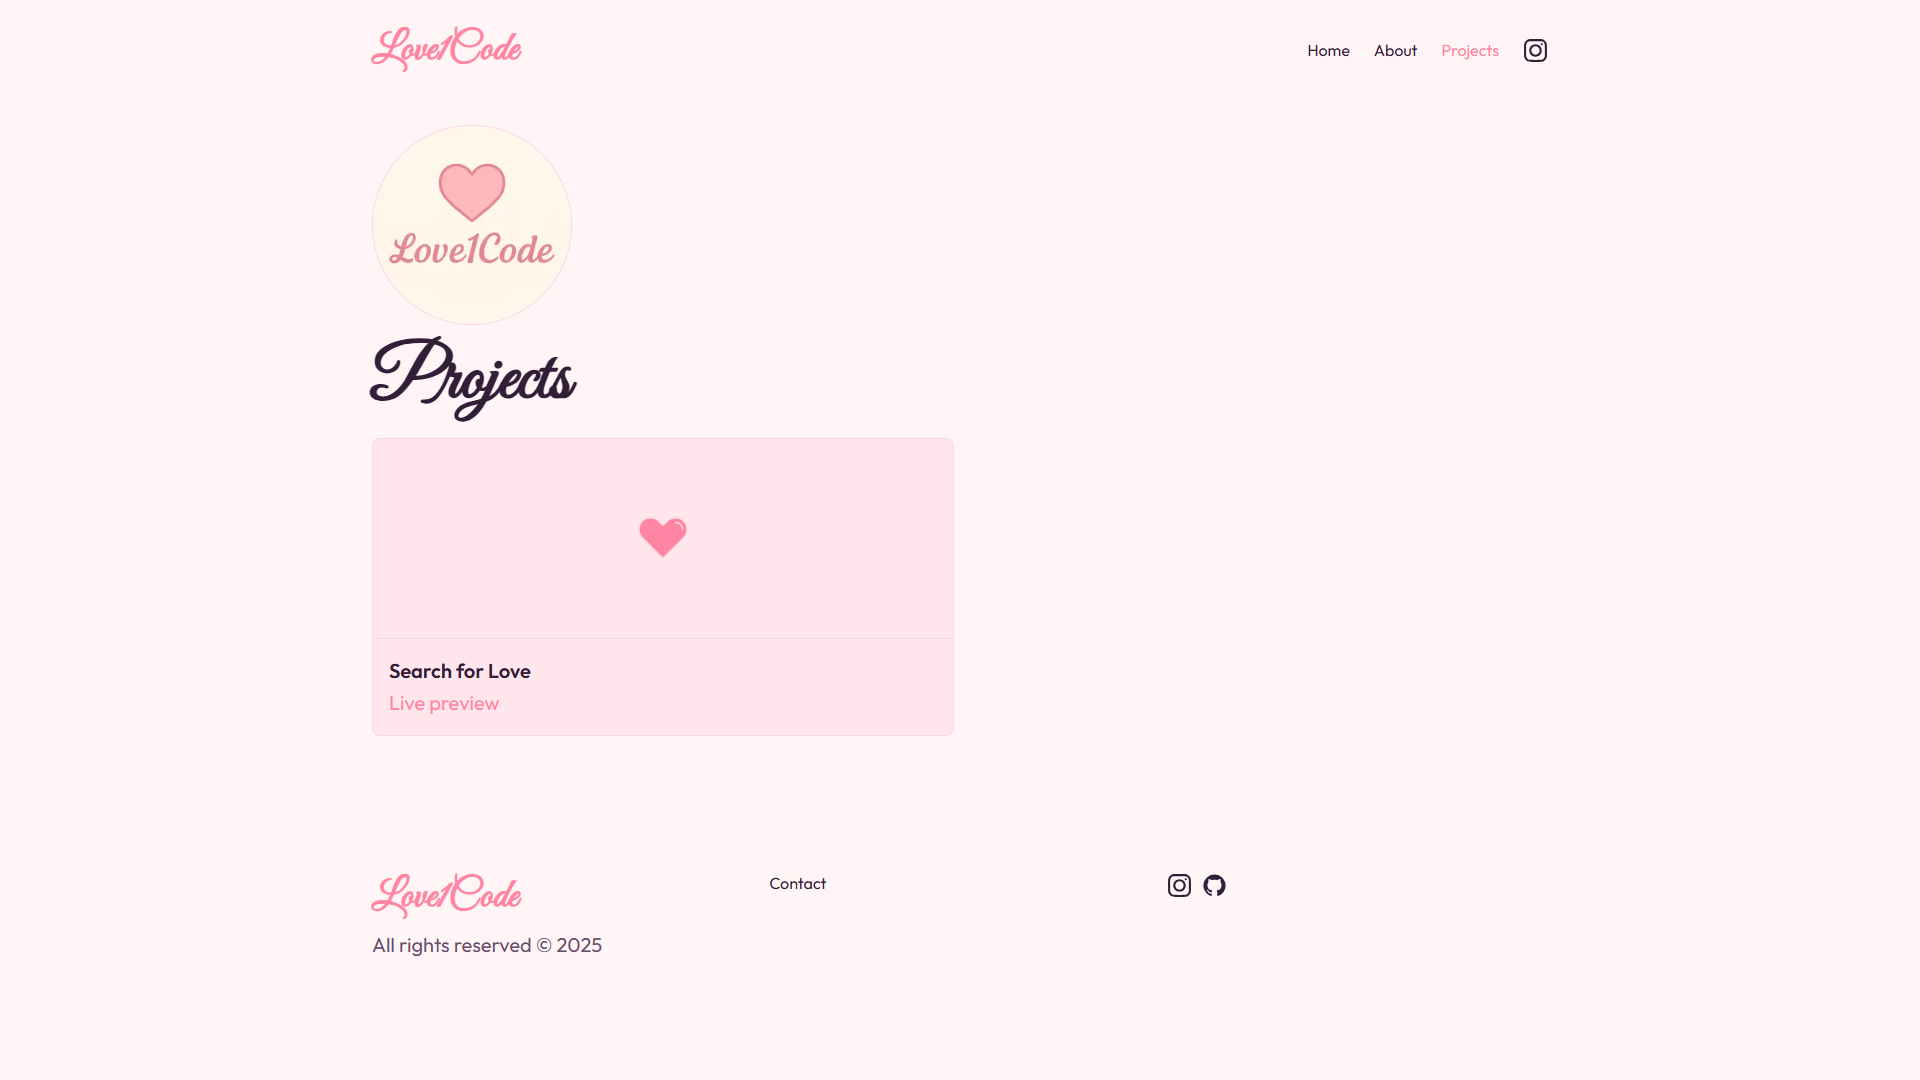 Love1Code
Home About Projects
Love1Code
Projects
Search for Love
Live preview
Love1Code
Contact
All rights reserved © 2025